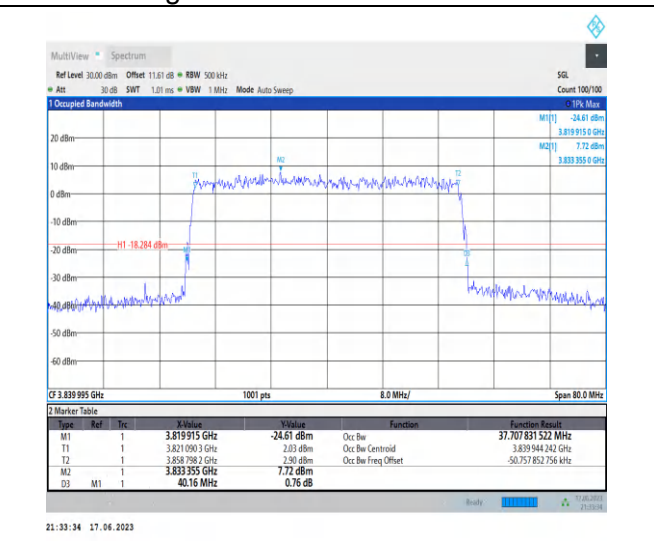 MultiView Spectrum
Ref Level 30.00 dBm Offset 11.61 dB RBW 500 kHz SGL
Att 30 dB SWT 1.01 ms VBW 1 MHz Mode Auto Sweep Count 100/100
1 Occupied Bandwidth 1Pk Max
M1[1] -24.61 dBm
3.819 915 0 GHz
M2[1] 7.72 dBm
3.833 355 0 GHz
20 dBm
M2
T1
T2
10 dBm
0 dBm
-10 dBm
H1 -18.284 dBm
-20 dBm
-30 dBm
-40 dBm
-50 dBm
-60 dBm
CF 3.839 995 GHz 1001 pts 8.0 MHz/ Span 80.0 MHz
2 Marker Table
Type Ref Trc X-Value Y-Value Function Function Result
M1 1 3.819915 GHz -24.61 dBm Occ Bw 37.707 831 522 MHz
T1 1 3.821 090 3 GHz 2.03 dBm Occ Bw Centroid 3.839 944 242 GHz
T2 1 3.858 798 2 GHz 2.90 dBm Occ Bw Freq Offset -50.757 852 756 kHz
M2 1 3.833 355 GHz 7.72 dBm
D3 M1 1 40.16 MHz 0.76 dB
Ready 17.06.2023
21:33:34
21:33:34 17.06.2023